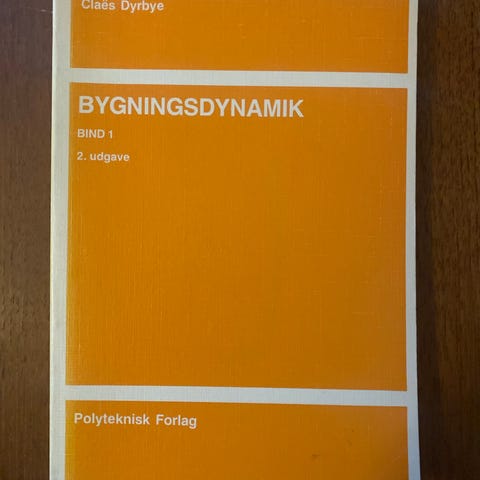 Claës Dyrbye
BYGNINGSDYNAMIK
BIND 1
2. udgave
Polyteknisk Forlag